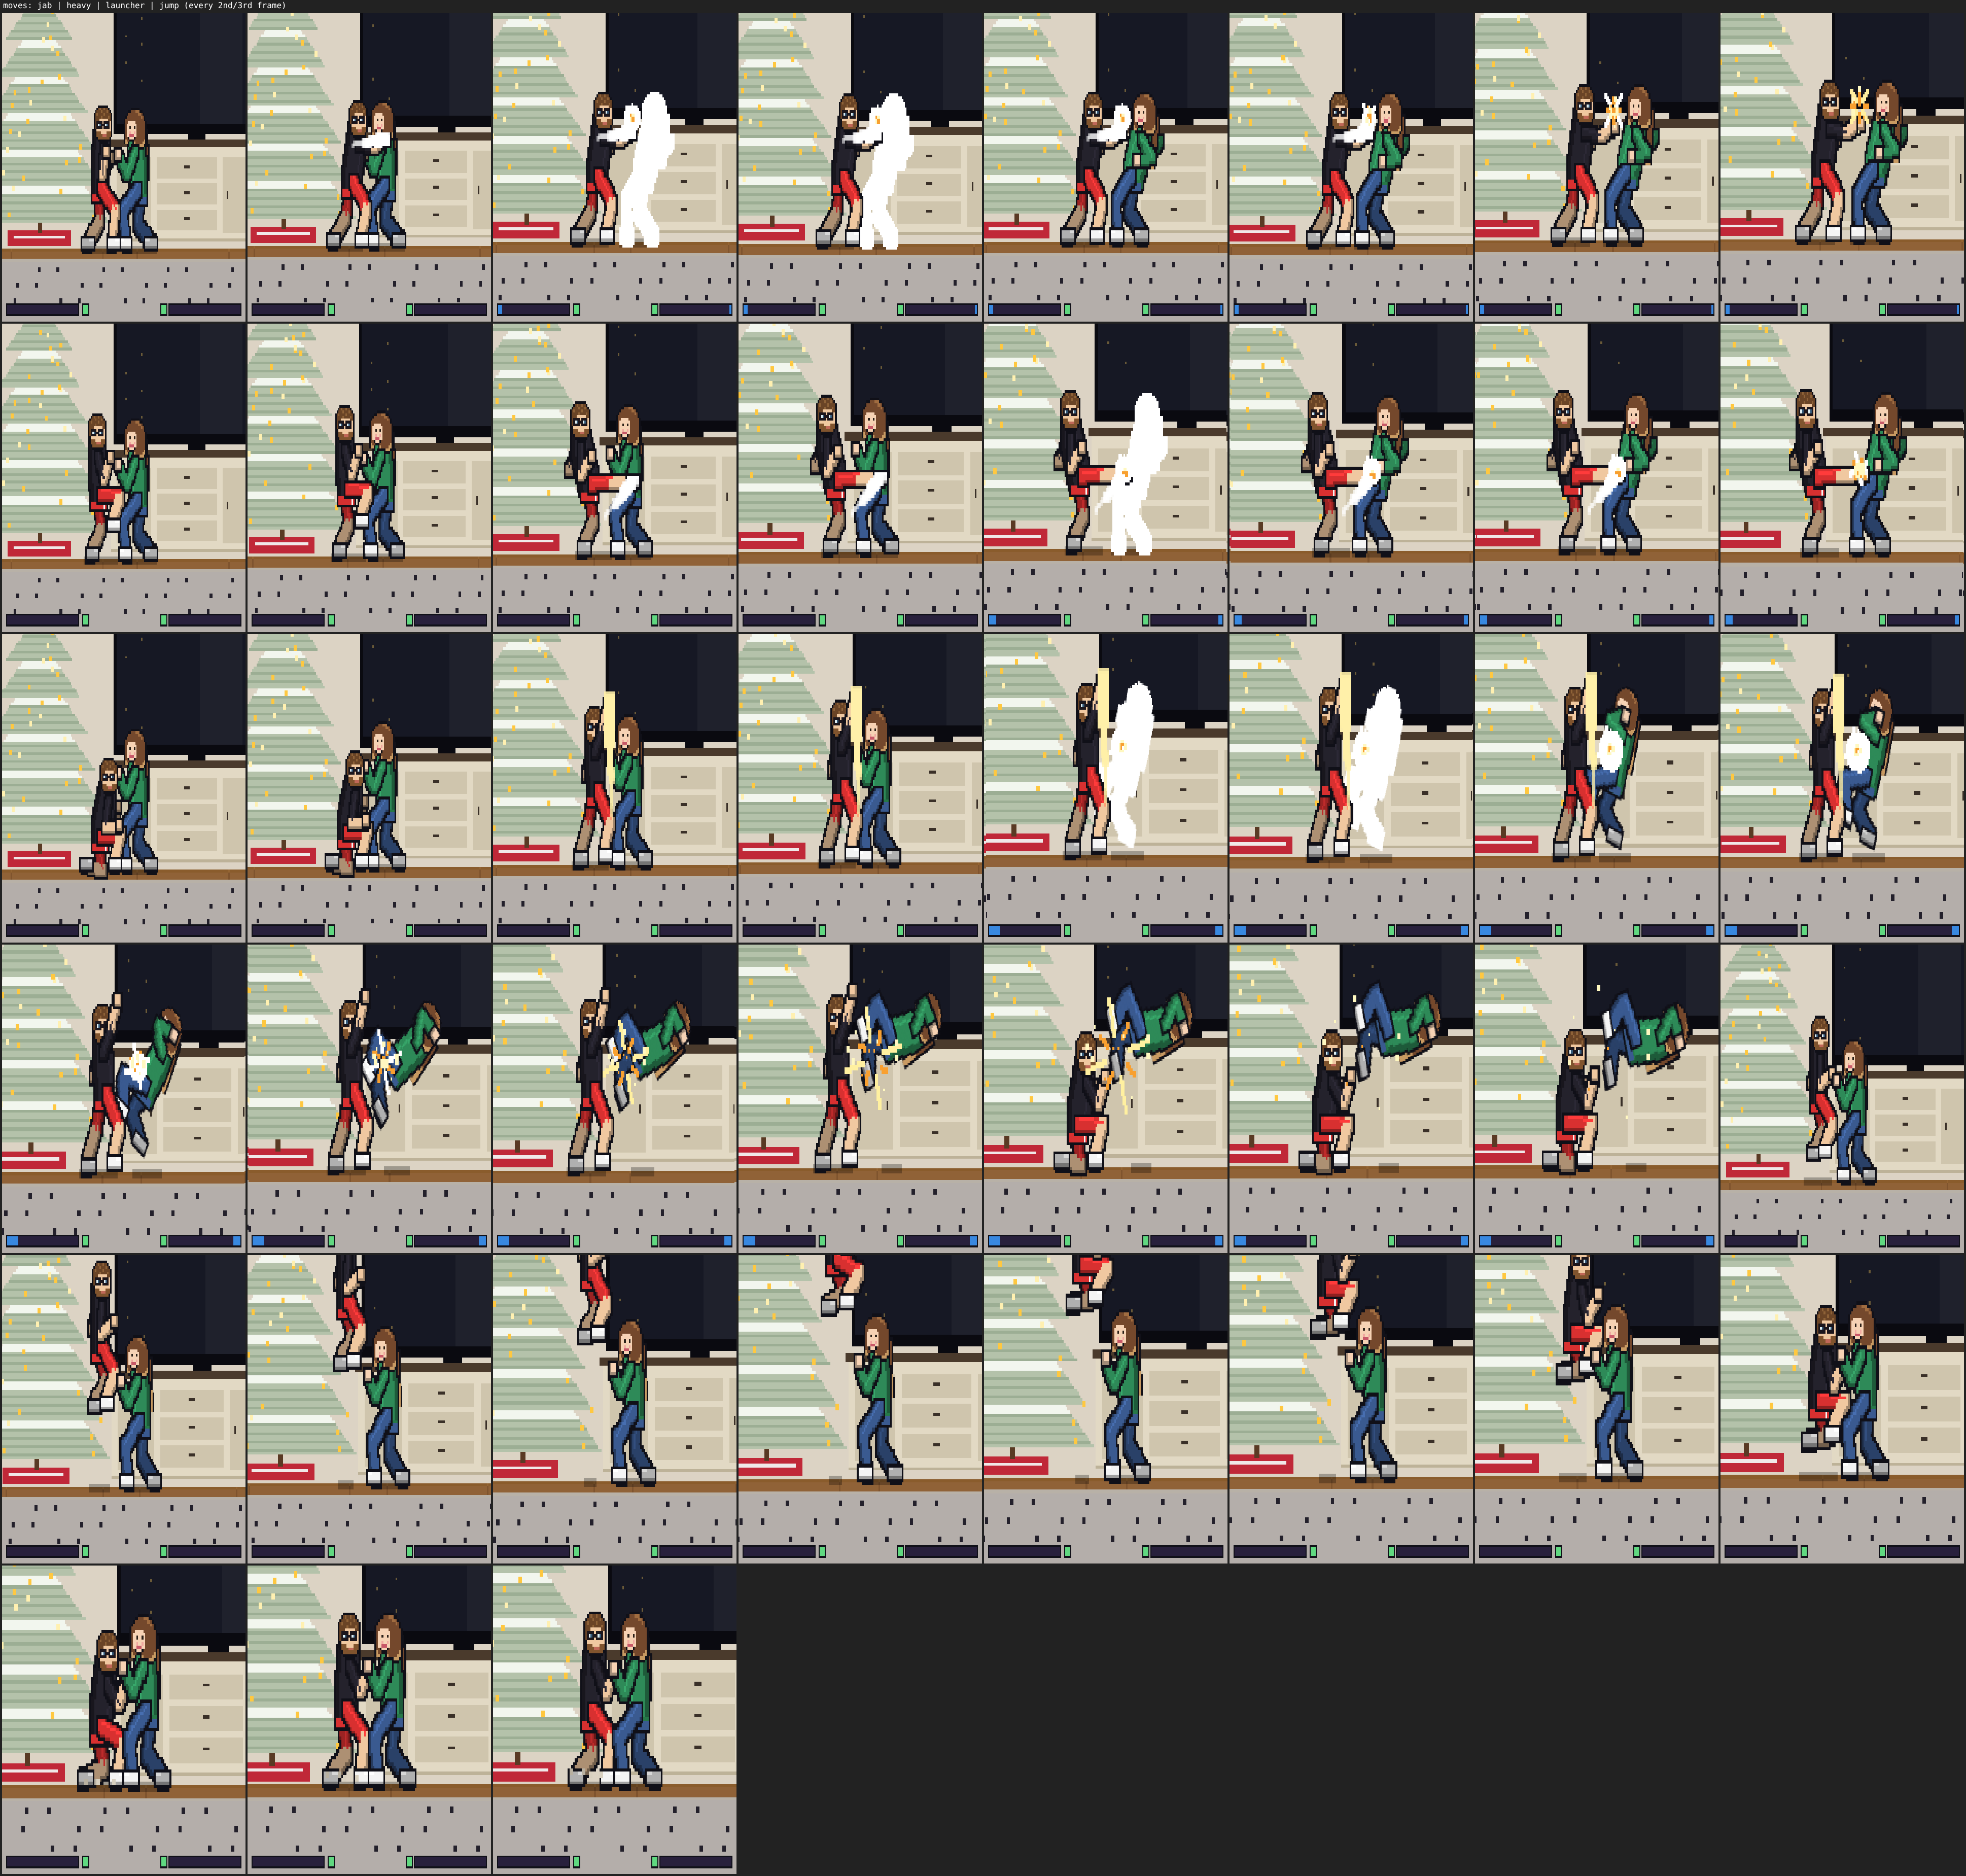 moves: jab | heavy | launcher | jump (every 2nd/3rd frame)